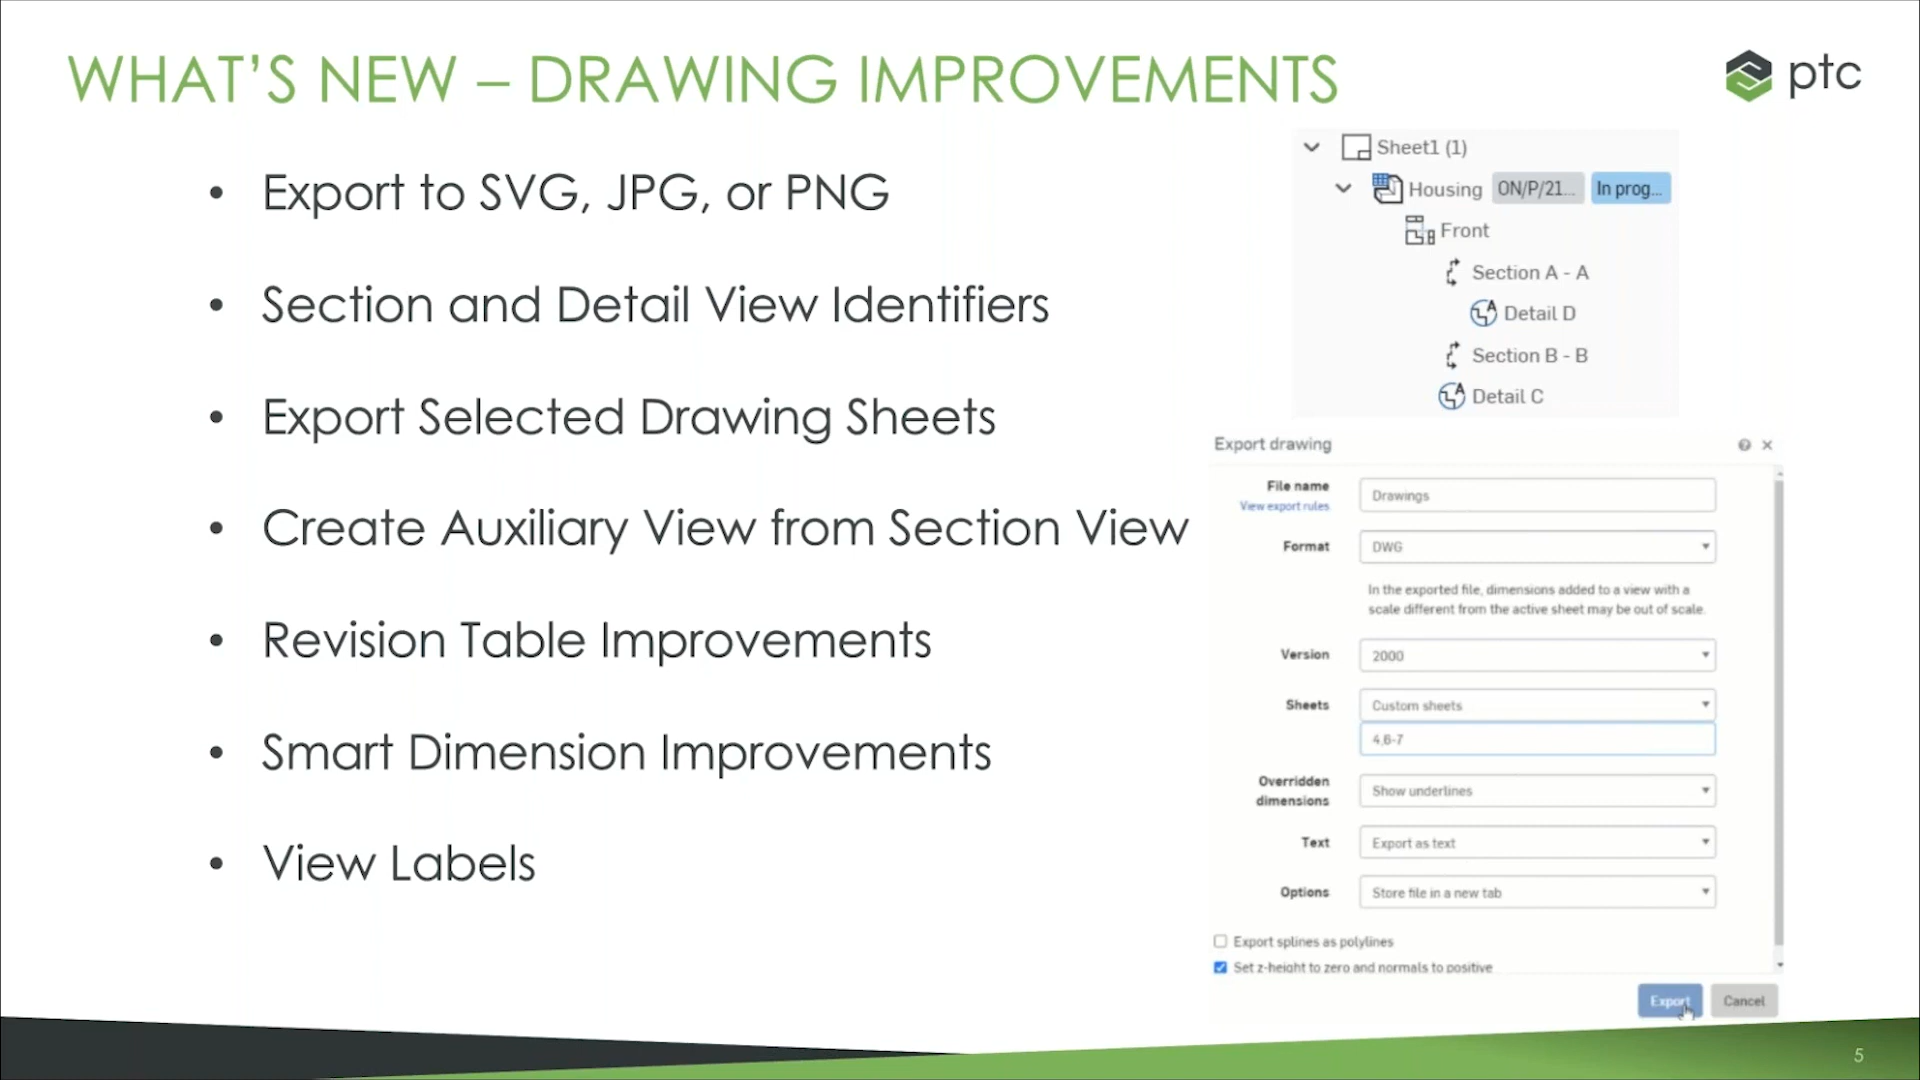 WHAT'S NEW – DRAWING IMPROVEMENTS
ptc
• Export to SVG, JPG, or PNG
• Section and Detail View Identifiers
• Export Selected Drawing Sheets
• Create Auxiliary View from Section View
• Revision Table Improvements
• Smart Dimension Improvements
• View Labels
Sheet1 (1)
Housing ON/P/21... In prog...
Front
Section A - A
Detail D
Section B - B
Detail C
Export drawing
File name Drawings
View export rules
Format DWG
In the exported file, dimensions added to a view with a
scale different from the active sheet may be out of scale.
Version 2000
Sheets Custom sheets
4,6-7
Overridden
dimensions Show underlines
Text Export as text
Options Store file in a new tab
Export splines as polylines
Set z-height to zero and normals to positive
Export Cancel
5